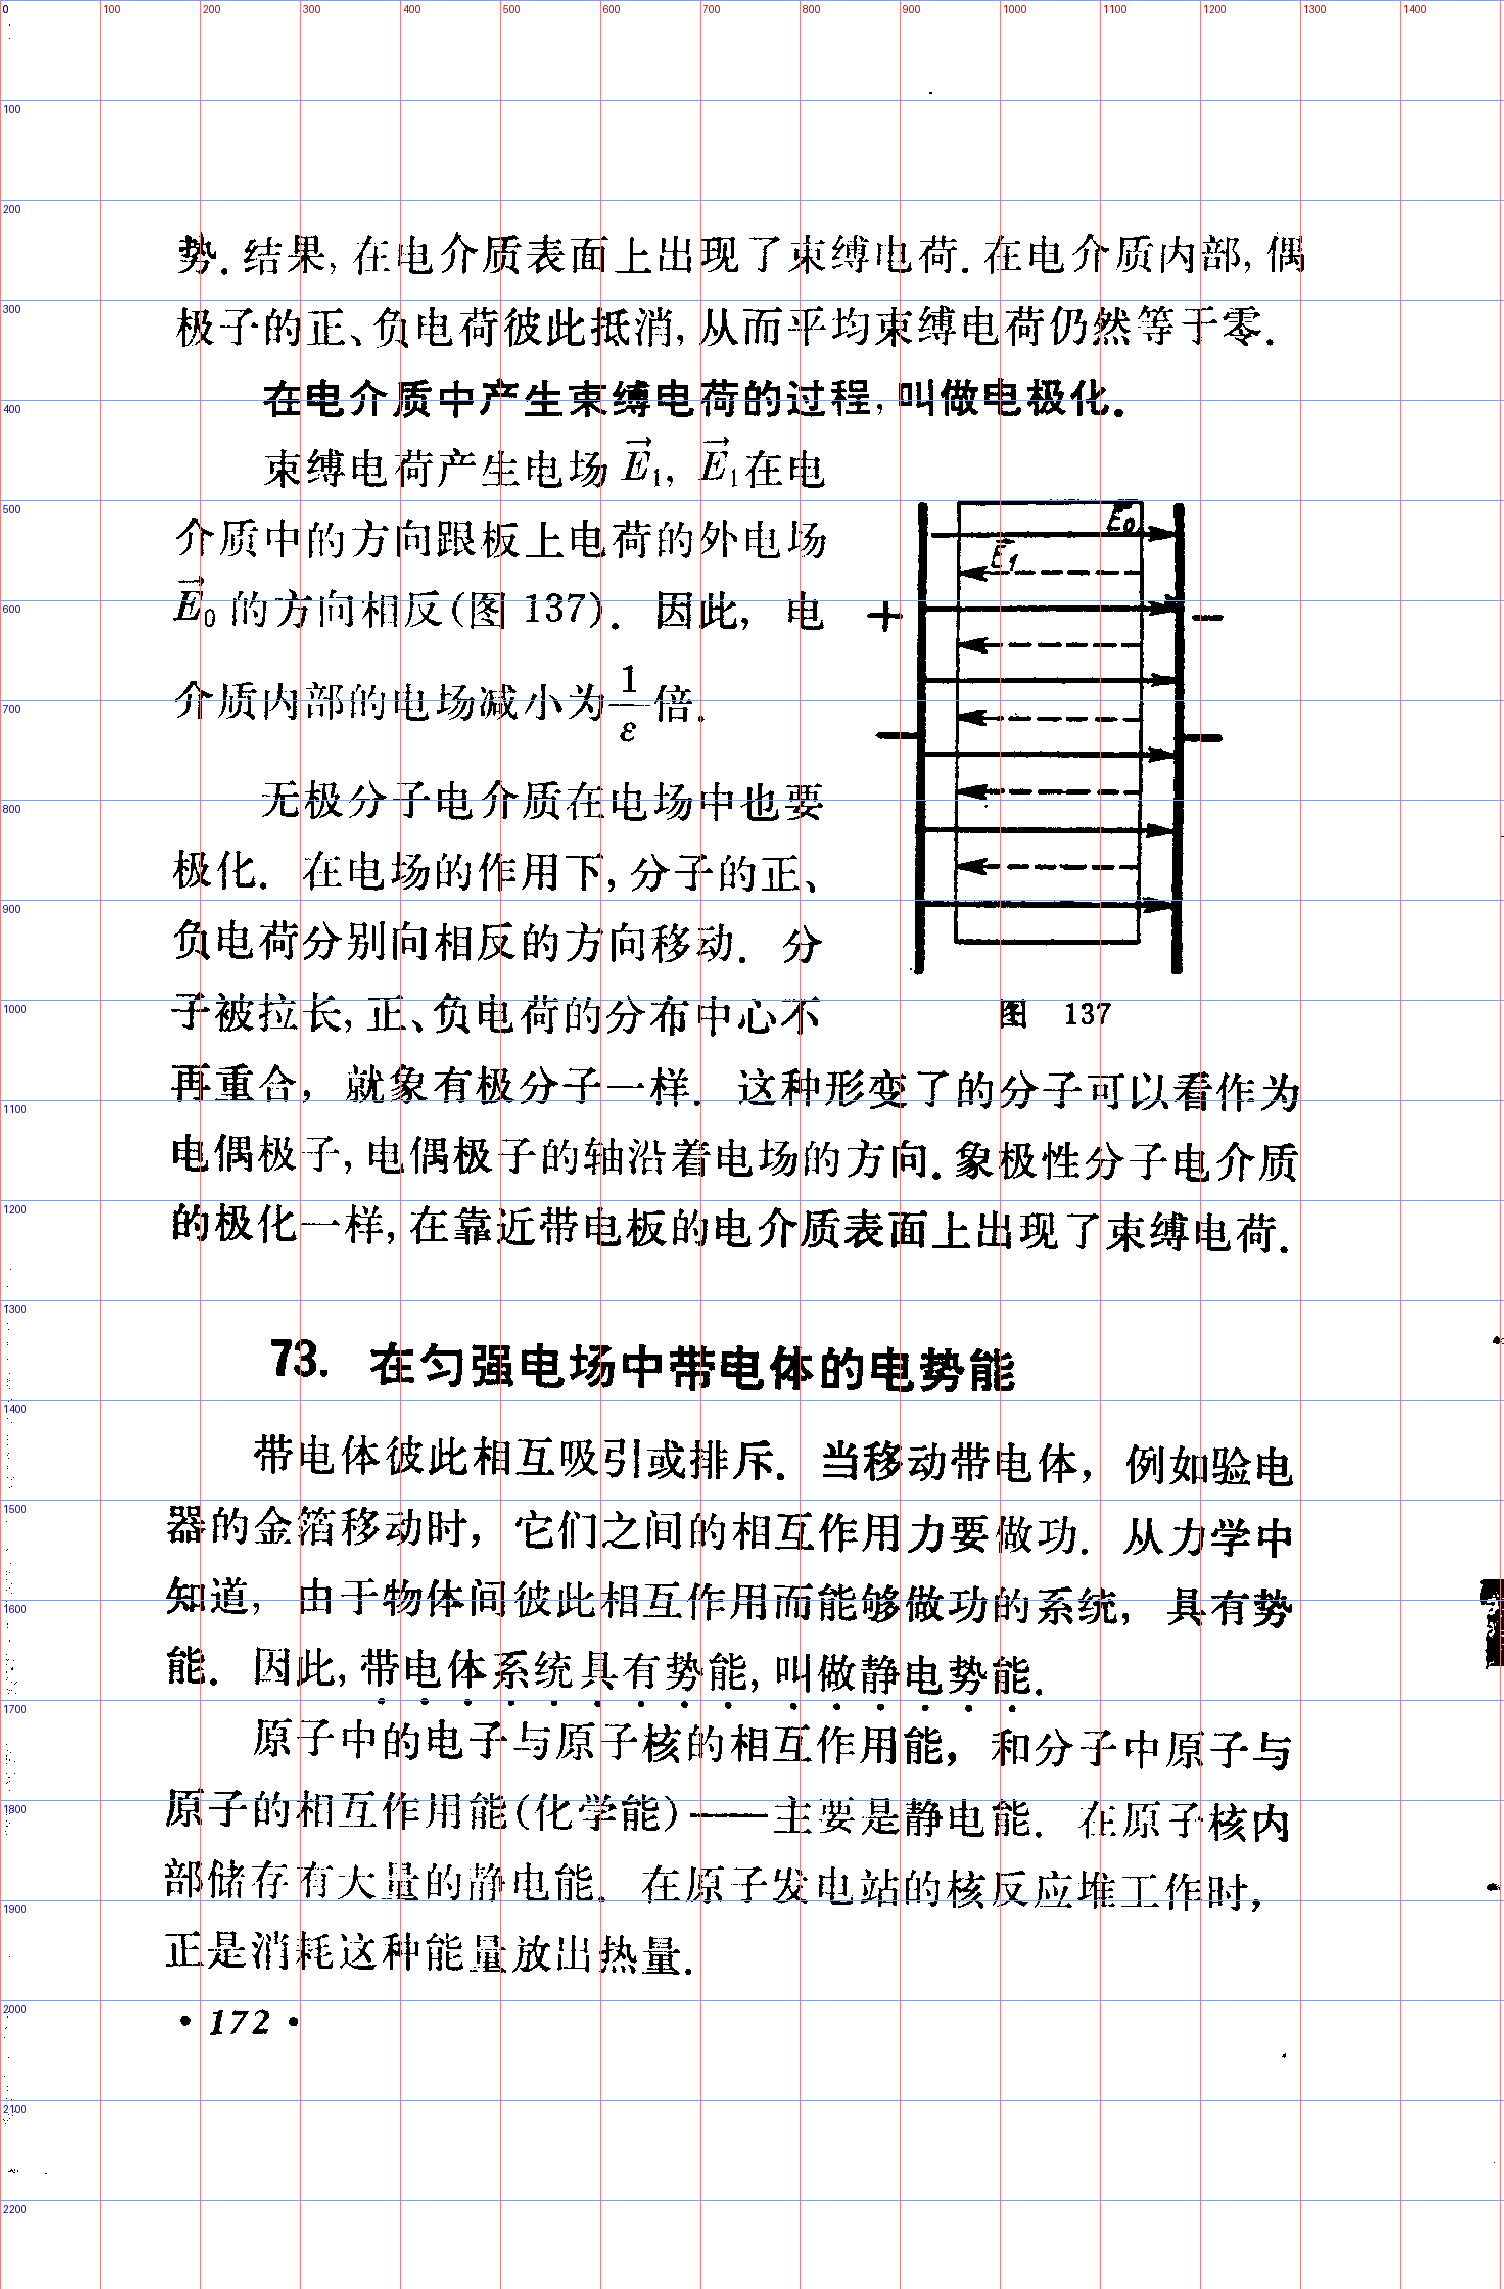 势. 结果, 在电介质表面上出现了束缚电荷. 在电介质内部, 偶
极子的正、负电荷彼此抵消, 从而平均束缚电荷仍然等于零.
在电介质中产生束缚电荷的过程, 叫做电极化.
束缚电荷产生电场 E⃗₁, E⃗₁在电
介质中的方向跟板上电荷的外电场
E⃗₀ 的方向相反(图 137). 因此, 电
介质内部的电场减小为1/ε倍.
无极分子电介质在电场中也要
极化. 在电场的作用下, 分子的正、
负电荷分别向相反的方向移动. 分
子被拉长, 正、负电荷的分布中心不
E⃗₀
E⃗₁
+ −
图 137
再重合, 就象有极分子一样. 这种形变了的分子可以看作为
电偶极子, 电偶极子的轴沿着电场的方向. 象极性分子电介质
的极化一样, 在靠近带电板的电介质表面上出现了束缚电荷.
73. 在匀强电场中带电体的电势能
带电体彼此相互吸引或排斥. 当移动带电体, 例如验电
器的金箔移动时, 它们之间的相互作用力要做功. 从力学中
知道, 由于物体间彼此相互作用而能够做功的系统, 具有势
能. 因此, 带电体系统具有势能, 叫做静电势能.
原子中的电子与原子核的相互作用能, 和分子中原子与
原子的相互作用能(化学能)——主要是静电能. 在原子核内
部储存有大量的静电能. 在原子发电站的核反应堆工作时,
正是消耗这种能量放出热量.
• 172 •